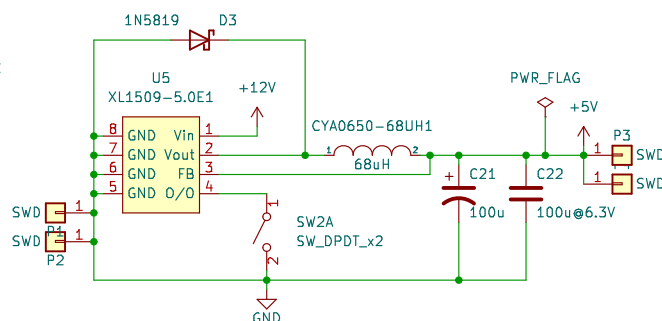 1N5819 D3
U5
XL1509-5.0E1
+12V
PWR_FLAG
+5V
8 GND Vin 1
7 GND Vout 2
6 GND FB 3
5 GND O/O 4
CYA0650-68UH1
1 2
68uH
P3
1 SWD
1 SWD
+ C21
100u
C22
100u@6.3V
SWD 1
P1
SWD 1
P2
1
SW2A
SW_DPDT_x2
2
GND